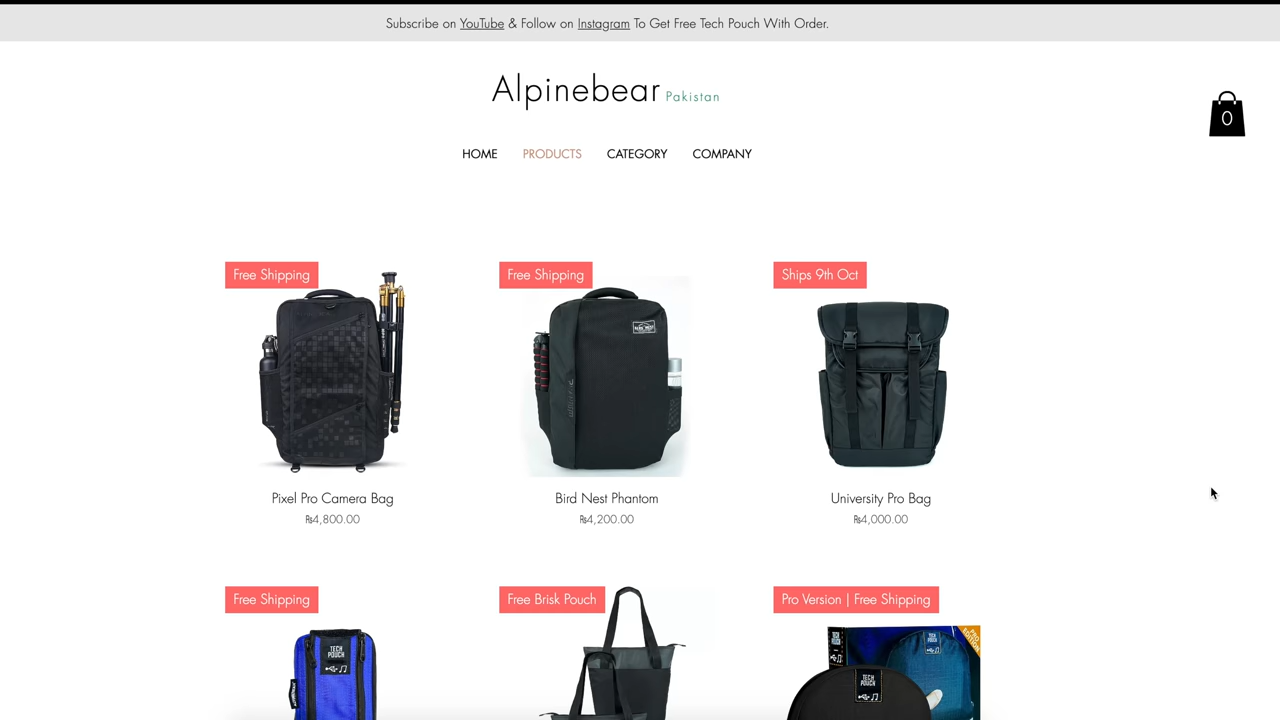 Subscribe on YouTube & Follow on Instagram To Get Free Tech Pouch With Order.
Alpinebear Pakistan
0
HOME PRODUCTS CATEGORY COMPANY
Free Shipping
Free Shipping
Ships 9th Oct
Pixel Pro Camera Bag
₨4,800.00
Bird Nest Phantom
₨4,200.00
University Pro Bag
₨4,000.00
Free Shipping
Free Brisk Pouch
Pro Version | Free Shipping
TECH
POUCH
TECH
POUCH
TECH
POUCH